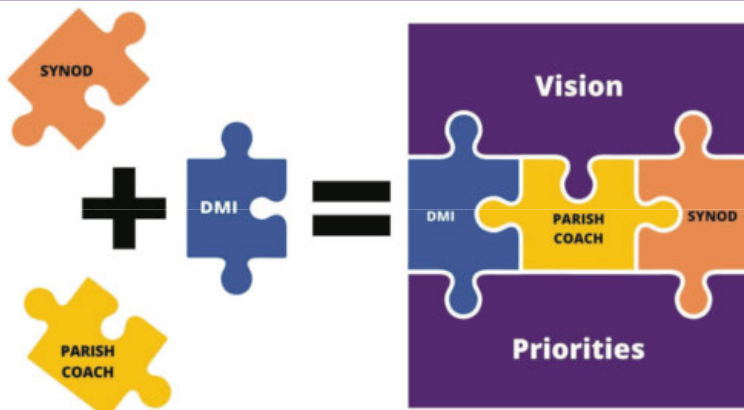 SYNOD
DMI
PARISH
COACH
Vision
DMI
PARISH
COACH
SYNOD
Priorities